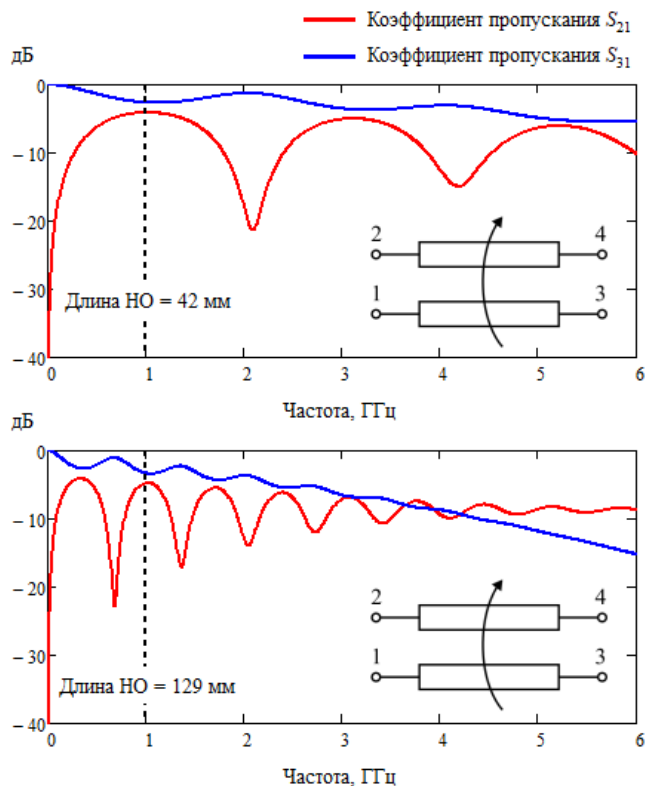 Коэффициент пропускания S21
Коэффициент пропускания S31
дБ
0
– 10
– 20
– 30
– 40
Длина НО = 42 мм
2 4
1 3
0 1 2 3 4 5 6
Частота, ГГц
дБ
0
– 10
– 20
– 30
– 40
Длина НО = 129 мм
2 4
1 3
0 1 2 3 4 5 6
Частота, ГГц